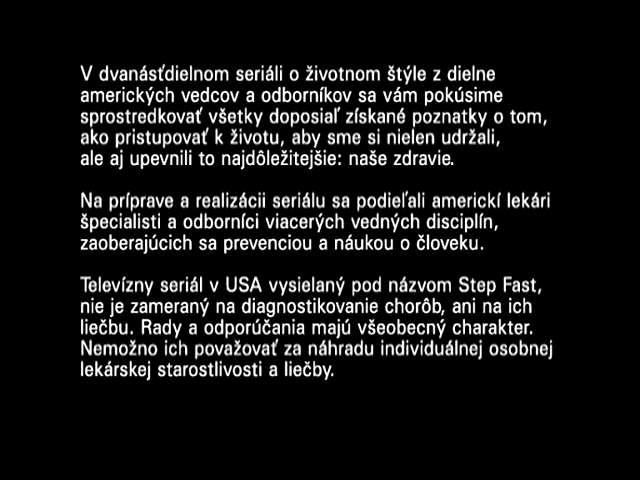 V dvanásťdielnom seriáli o životnom štýle z dielne
amerických vedcov a odborníkov sa vám pokúsime
sprostredkovať všetky doposiaľ získané poznatky o tom,
ako pristupovať k životu, aby sme si nielen udržali,
ale aj upevnili to najdôležitejšie: naše zdravie.
Na príprave a realizácii seriálu sa podieľali americkí lekári
špecialisti a odborníci viacerých vedných disciplín,
zaoberajúcich sa prevenciou a náukou o človeku.
Televízny seriál v USA vysielaný pod názvom Step Fast,
nie je zameraný na diagnostikovanie chorôb, ani na ich
liečbu. Rady a odporúčania majú všeobecný charakter.
Nemožno ich považovať za náhradu individuálnej osobnej
lekárskej starostlivosti a liečby.